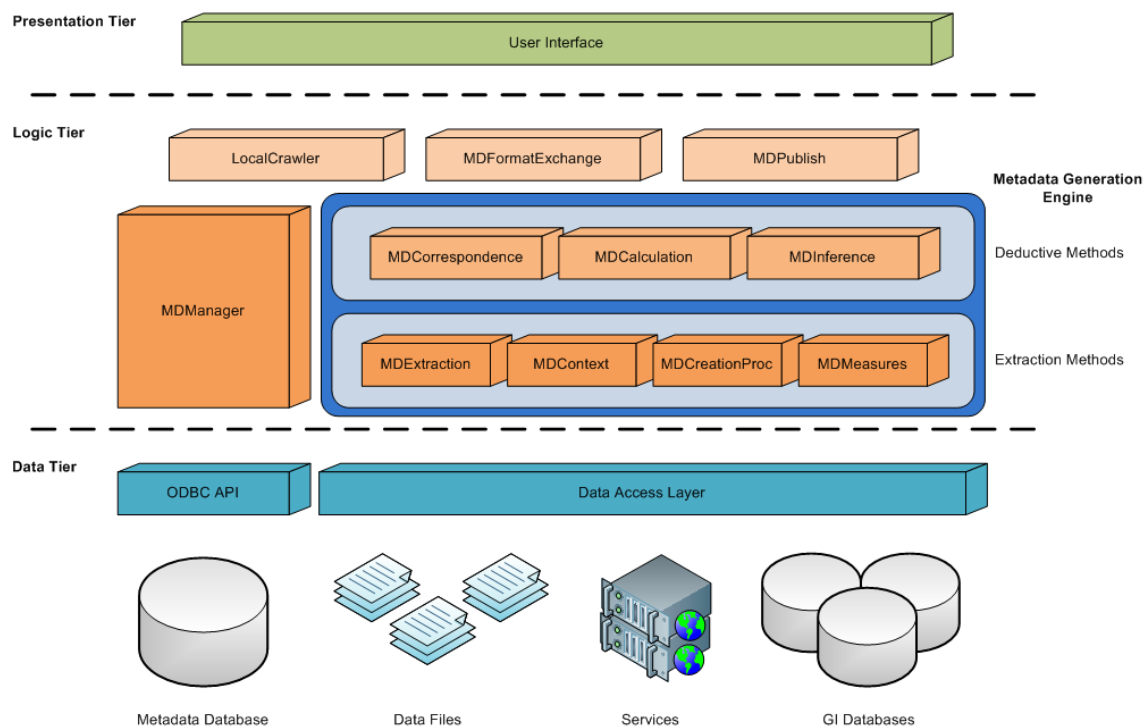 Presentation Tier
User Interface
Logic Tier
LocalCrawler
MDFormatExchange
MDPublish
Metadata Generation
Engine
MDManager
MDCorrespondence
MDCalculation
MDInference
Deductive Methods
MDExtraction
MDContext
MDCreationProc
MDMeasures
Extraction Methods
Data Tier
ODBC API
Data Access Layer
Metadata Database
Data Files
Services
GI Databases